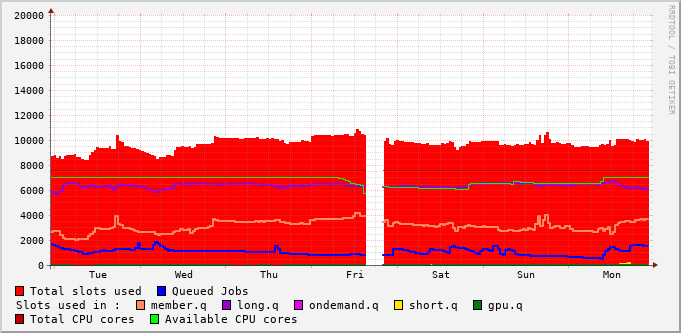 20000
18000
16000
14000
12000
10000
8000
6000
4000
2000
0
Tue Wed Thu Fri Sat Sun Mon
RRDTOOL / TOBI OETIKER
Total slots used Queued Jobs
Slots used in : member.q long.q ondemand.q short.q gpu.q
Total CPU cores Available CPU cores